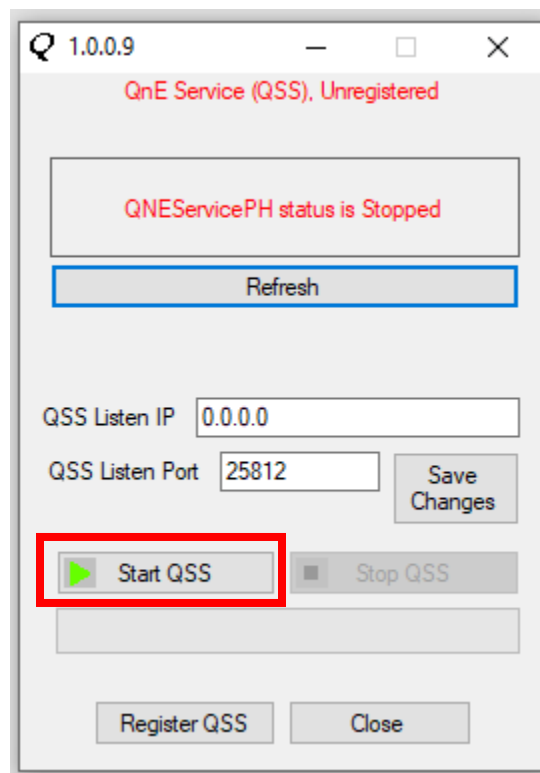 1.0.0.9
QnE Service (QSS), Unregistered
QNEServicePH status is Stopped
Refresh
QSS Listen IP 0.0.0.0
QSS Listen Port 25812
Save
Changes
Start QSS Stop QSS
Register QSS Close